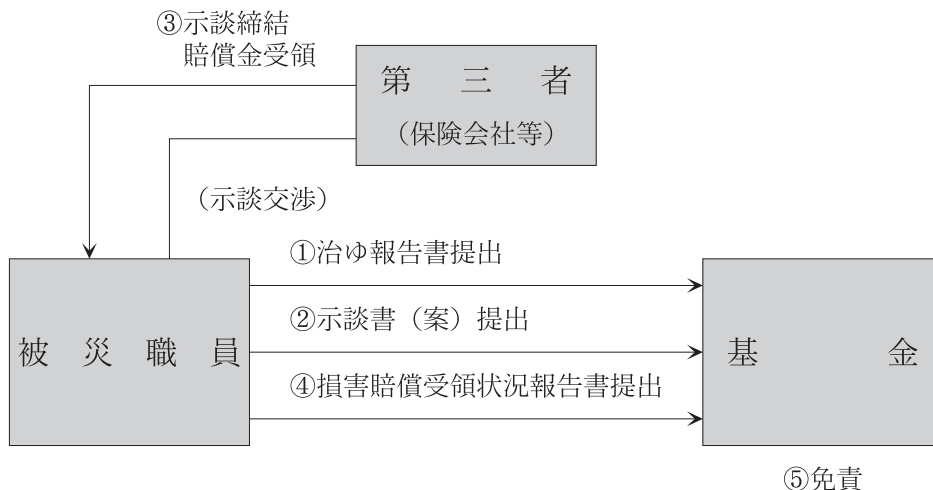 ③示談締結
賠償金受領
第三者
（保険会社等）
（示談交渉）
①治ゆ報告書提出
②示談書（案）提出
被災職員
基金
④損害賠償受領状況報告書提出
⑤免責